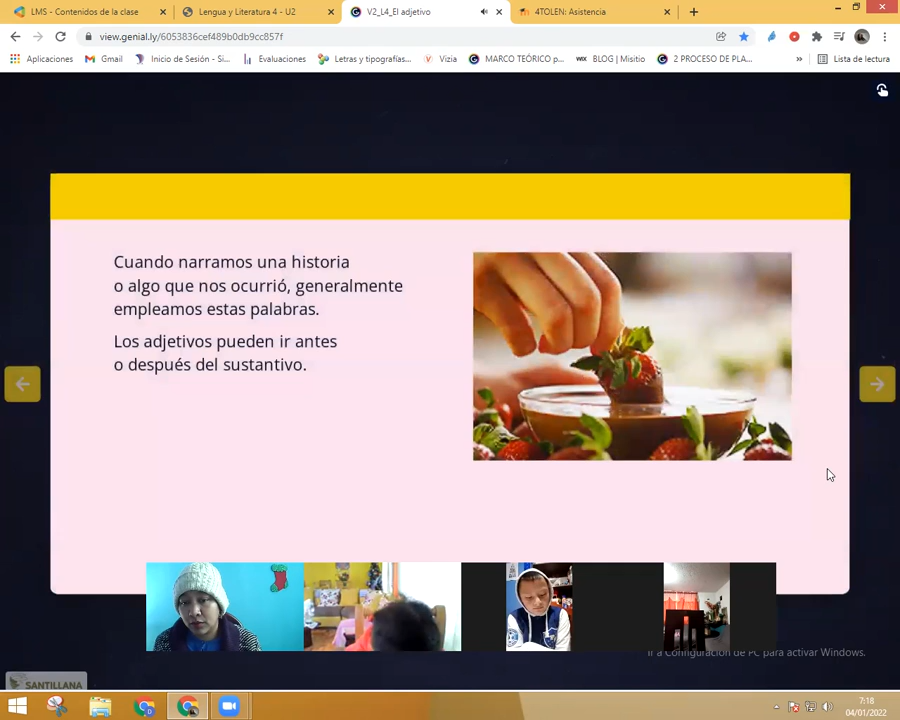 LMS - Contenidos de la clase
Lengua y Literatura 4 - U2
V2_L4_El adjetivo
4TOLEN: Asistencia
view.genial.ly/6053836cef489b0db9cc857f
Aplicaciones
Gmail
Inicio de Sesión - Si...
Evaluaciones
Letras y tipografías...
Vizia
MARCO TEÓRICO p...
WIX
BLOG | Misitio
2 PROCESO DE PLA...
»
Lista de lectura
Cuando narramos una historia
o algo que nos ocurrió, generalmente
empleamos estas palabras.
Los adjetivos pueden ir antes
o después del sustantivo.
Ir a Configuración de PC para activar Windows.
SANTILLANA
7:18
04/01/2022